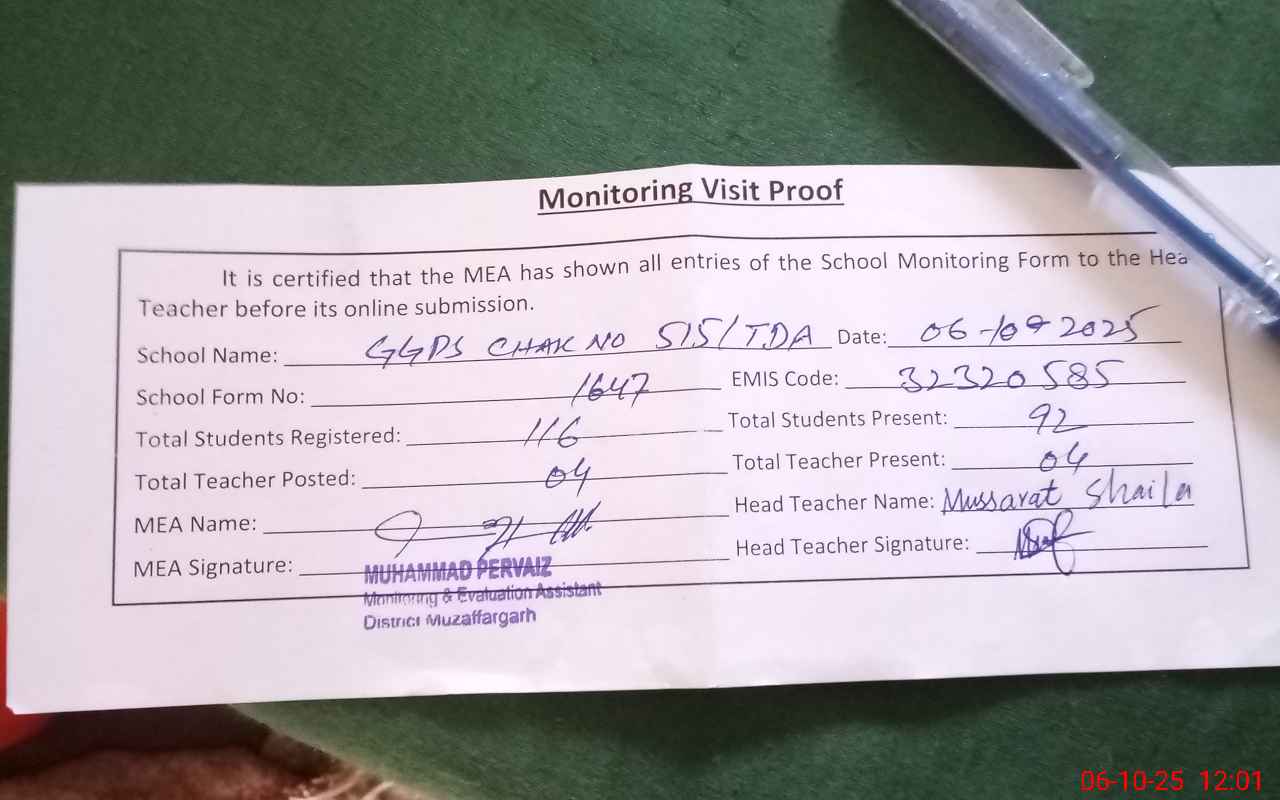 Monitoring Visit Proof
It is certified that the MEA has shown all entries of the School Monitoring Form to the Hea
Teacher before its online submission.
School Name: GGPS CHAK NO 515/TDA Date: 06-10-2025
School Form No: 1647 EMIS Code: 32320585
Total Students Registered: 116 Total Students Present: 92
Total Teacher Posted: 04 Total Teacher Present: 04
MEA Name: Head Teacher Name: Mussarat Shaila
MEA Signature: Head Teacher Signature:
MUHAMMAD PERVAIZ
Monitoring & Evaluation Assistant
District Muzaffargarh
06-10-25 12:01